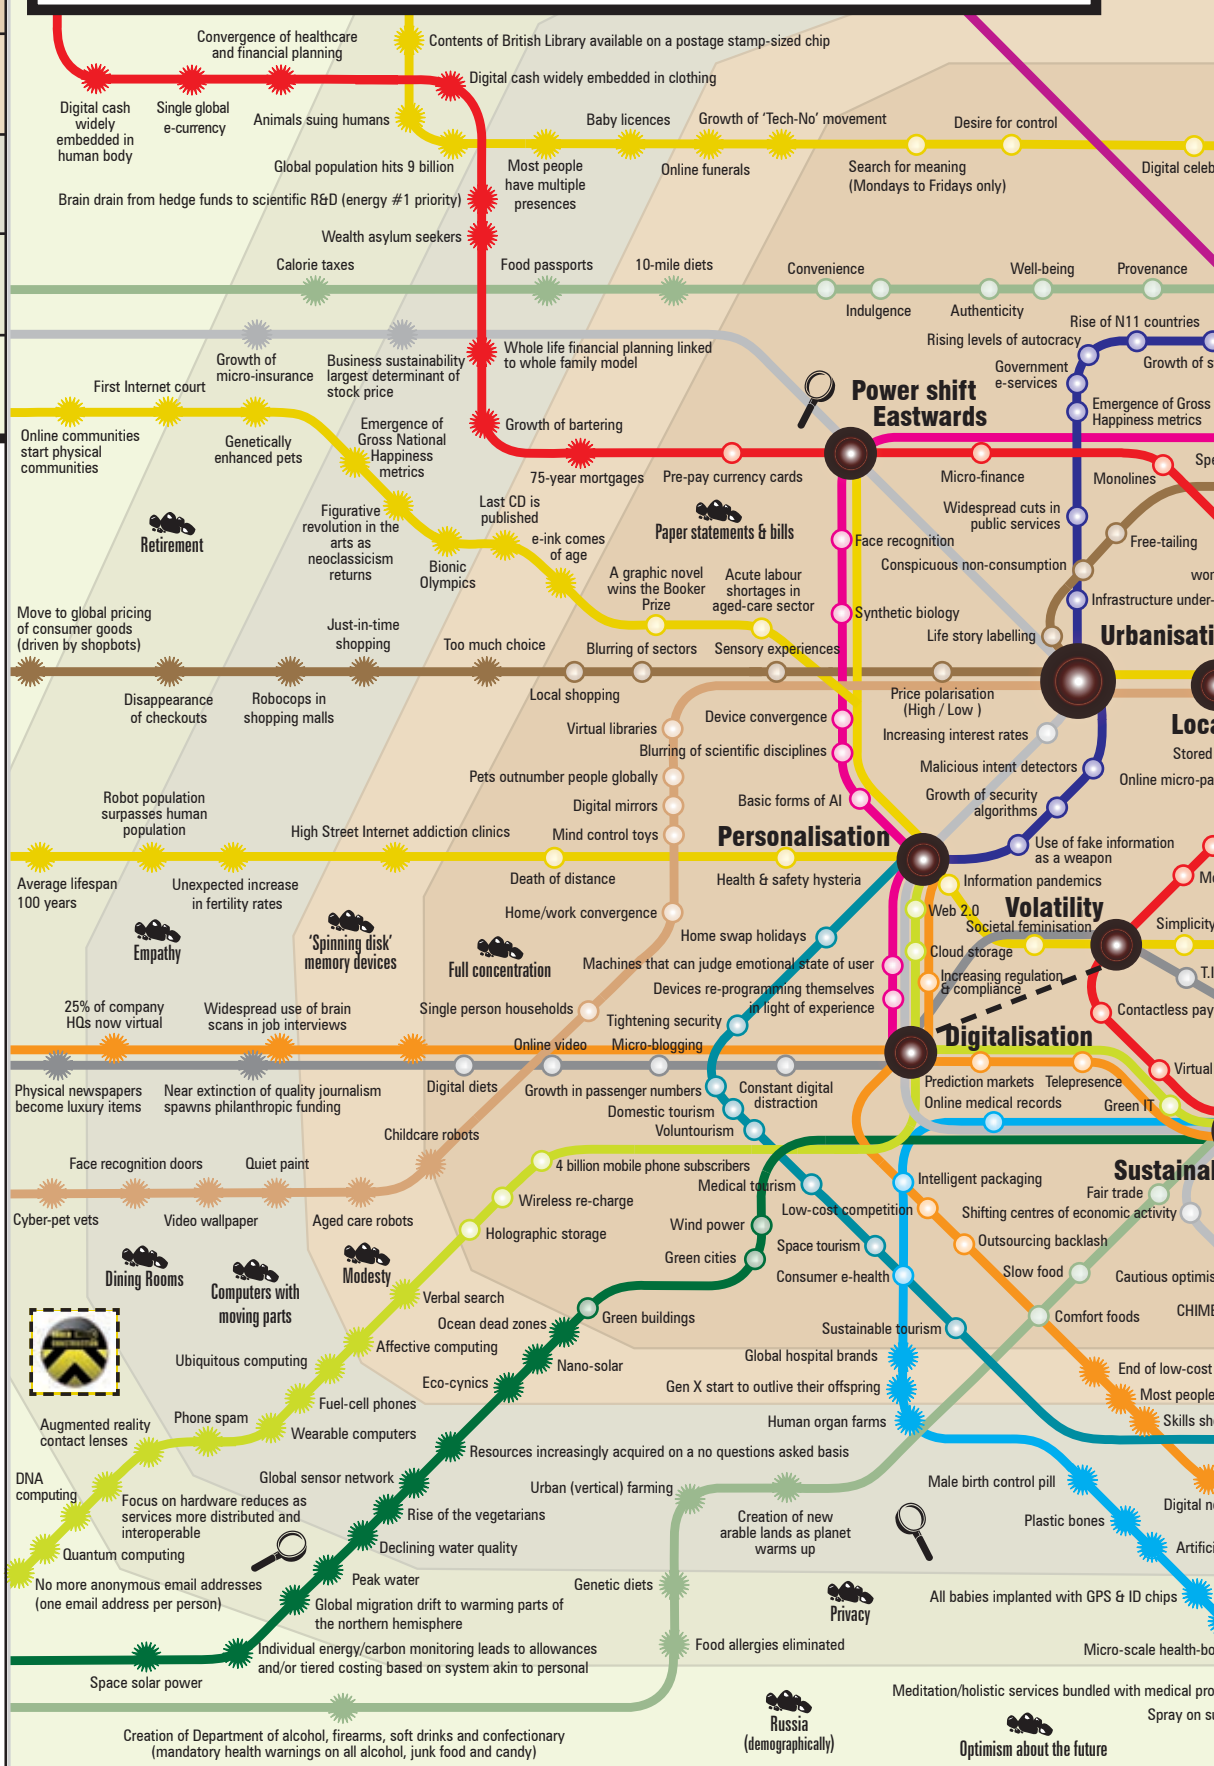 Convergence of healthcare
and financial planning
Contents of British Library available on a postage stamp-sized chip
Digital cash widely embedded in clothing
Digital cash
widely
embedded in
human body
Single global
e-currency
Animals suing humans
Baby licences
Growth of 'Tech-No' movement
Desire for control
Global population hits 9 billion
Most people
have multiple
presences
Online funerals
Search for meaning
(Mondays to Fridays only)
Digital celeb
Brain drain from hedge funds to scientific R&D (energy #1 priority)
Wealth asylum seekers
Calorie taxes
Food passports
10-mile diets
Convenience
Indulgence
Well-being
Authenticity
Provenance
Rise of N11 countries
Rising levels of autocracy
Growth of s
Government
e-services
Growth of
micro-insurance
Business sustainability
largest determinant of
stock price
Whole life financial planning linked
to whole family model
First Internet court
Power shift
Eastwards
Emergence of Gross
Happiness metrics
Online communities
start physical
communities
Genetically
enhanced pets
Emergence of
Gross National
Happiness
metrics
Growth of bartering
75-year mortgages
Pre-pay currency cards
Micro-finance
Monolines
Spe
Retirement
Figurative
revolution in the
arts as
neoclassicism
returns
Last CD is
published
Bionic
Olympics
e-ink comes
of age
Paper statements & bills
Widespread cuts in
public services
Face recognition
Free-tailing
Conspicuous non-consumption
wor
A graphic novel
wins the Booker
Prize
Acute labour
shortages in
aged-care sector
Synthetic biology
Infrastructure under-
Move to global pricing
of consumer goods
(driven by shopbots)
Just-in-time
shopping
Too much choice
Blurring of sectors
Sensory experiences
Life story labelling
Urbanisati
Disappearance
of checkouts
Robocops in
shopping malls
Local shopping
Price polarisation
(High / Low )
Virtual libraries
Device convergence
Increasing interest rates
Loca
Blurring of scientific disciplines
Stored
Pets outnumber people globally
Malicious intent detectors
Online micro-pa
Digital mirrors
Basic forms of AI
Growth of security
algorithms
Robot population
surpasses human
population
High Street Internet addiction clinics
Mind control toys
Personalisation
Use of fake information
as a weapon
Average lifespan
100 years
Unexpected increase
in fertility rates
Death of distance
Health & safety hysteria
Information pandemics
Mo
Home/work convergence
Web 2.0
Volatility
Societal feminisation
Simplicity
Empathy
'Spinning disk'
memory devices
Full concentration
Home swap holidays
Cloud storage
Machines that can judge emotional state of user
Increasing regulation
& compliance
T.I
Devices re-programming themselves
in light of experience
25% of company
HQs now virtual
Widespread use of brain
scans in job interviews
Single person households
Tightening security
Contactless pay
Online video
Micro-blogging
Digitalisation
Physical newspapers
become luxury items
Near extinction of quality journalism
spawns philanthropic funding
Digital diets
Growth in passenger numbers
Constant digital
distraction
Prediction markets
Telepresence
Virtual
Domestic tourism
Online medical records
Green IT
Voluntourism
Childcare robots
Face recognition doors
Quiet paint
4 billion mobile phone subscribers
Medical tourism
Intelligent packaging
Sustainal
Fair trade
Wireless re-charge
Low-cost competition
Shifting centres of economic activity
Cyber-pet vets
Video wallpaper
Aged care robots
Wind power
Holographic storage
Space tourism
Outsourcing backlash
Green cities
Consumer e-health
Slow food
Cautious optimis
Dining Rooms
Computers with
moving parts
Modesty
Verbal search
Ocean dead zones
Green buildings
Comfort foods
CHIME
Sustainable tourism
Ubiquitous computing
Affective computing
Nano-solar
Global hospital brands
End of low-cost
Eco-cynics
Gen X start to outlive their offspring
Most people
Fuel-cell phones
Phone spam
Wearable computers
Human organ farms
Skills sh
Augmented reality
contact lenses
Resources increasingly acquired on a no questions asked basis
DNA
computing
Global sensor network
Urban (vertical) farming
Male birth control pill
Focus on hardware reduces as
services more distributed and
interoperable
Rise of the vegetarians
Creation of new
arable lands as planet
warms up
Plastic bones
Digital n
Quantum computing
Declining water quality
Artifici
No more anonymous email addresses
(one email address per person)
Peak water
Genetic diets
Global migration drift to warming parts of
the northern hemisphere
Privacy
All babies implanted with GPS & ID chips
Individual energy/carbon monitoring leads to allowances
and/or tiered costing based on system akin to personal
Food allergies eliminated
Micro-scale health-bo
Space solar power
Meditation/holistic services bundled with medical pro
Spray on su
Creation of Department of alcohol, firearms, soft drinks and confectionary
(mandatory health warnings on all alcohol, junk food and candy)
Russia
(demographically)
Optimism about the future